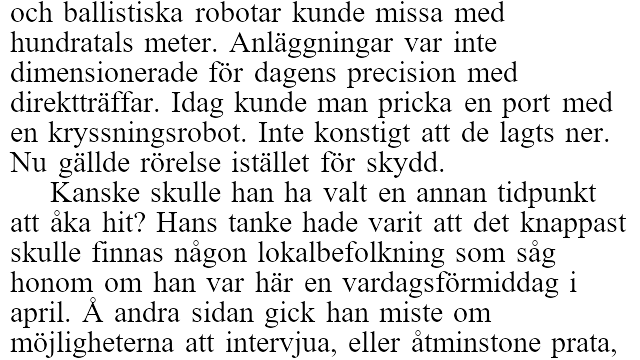 och ballistiska robotar kunde missa med
hundratals meter. Anläggningar var inte
dimensionerade för dagens precision med
direktträffar. Idag kunde man pricka en port med
en kryssningsrobot. Inte konstigt att de lagts ner.
Nu gällde rörelse istället för skydd.
Kanske skulle han ha valt en annan tidpunkt
att åka hit? Hans tanke hade varit att det knappast
skulle finnas någon lokalbefolkning som såg
honom om han var här en vardagsförmiddag i
april. Å andra sidan gick han miste om
möjligheterna att intervjua, eller åtminstone prata,